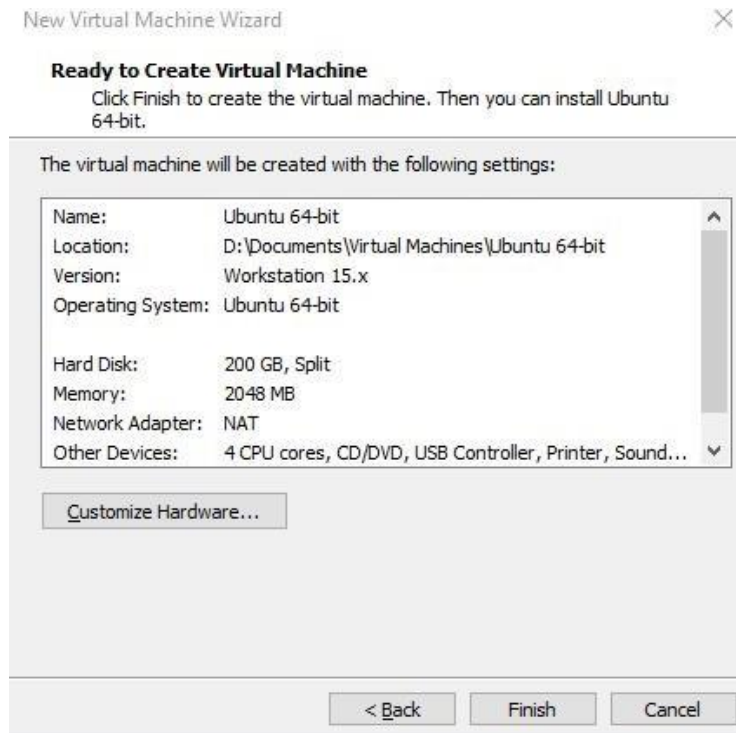 New Virtual Machine Wizard
Ready to Create Virtual Machine
Click Finish to create the virtual machine. Then you can install Ubuntu
64-bit.
The virtual machine will be created with the following settings:
Name: Ubuntu 64-bit
Location: D:\Documents\Virtual Machines\Ubuntu 64-bit
Version: Workstation 15.x
Operating System: Ubuntu 64-bit
Hard Disk: 200 GB, Split
Memory: 2048 MB
Network Adapter: NAT
Other Devices: 4 CPU cores, CD/DVD, USB Controller, Printer, Sound...
Customize Hardware...
< Back Finish Cancel